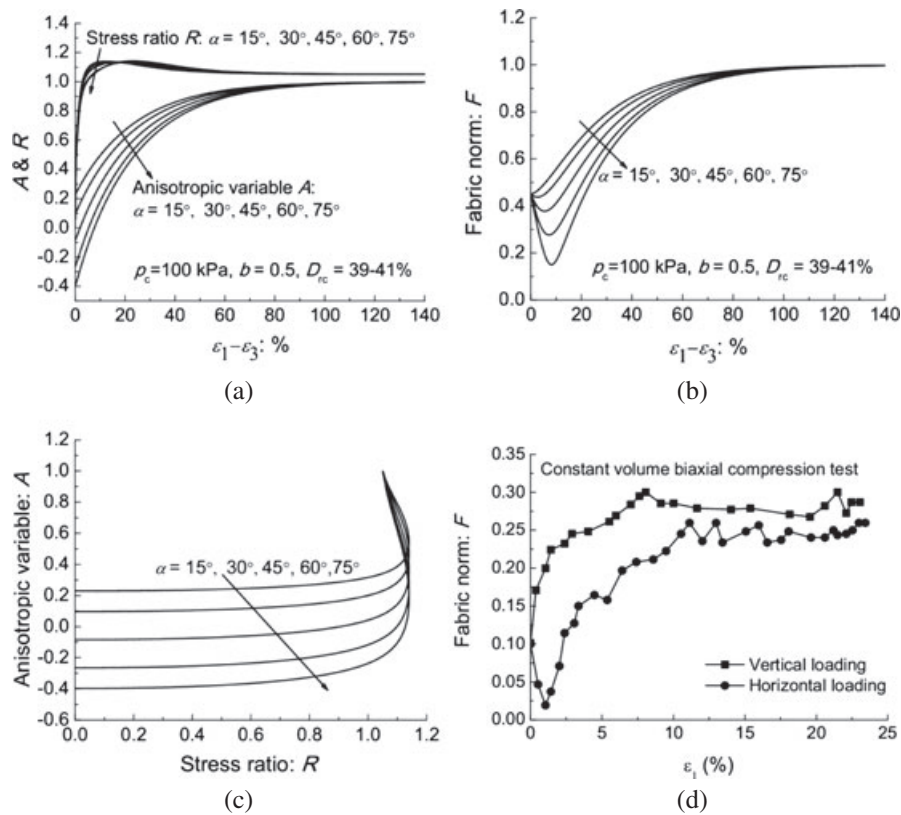 1.4
1.2
1.0
0.8
0.6
0.4
0.2
0.0
-0.2
-0.4
A & R
Stress ratio R: α = 15°, 30°, 45°, 60°, 75°
Anisotropic variable A:
α = 15°, 30°, 45°, 60°, 75°
p_c=100 kPa, b = 0.5, D_rc = 39-41%
0 20 40 60 80 100 120 140
ε₁–ε₃: %
(a)
1.2
1.0
0.8
0.6
0.4
0.2
0.0
Fabric norm: F
α = 15°, 30°, 45°, 60°, 75°
p_c=100 kPa, b = 0.5, D_rc = 39-41%
0 20 40 60 80 100 120 140
ε₁–ε₃: %
(b)
1.2
1.0
0.8
0.6
0.4
0.2
0.0
-0.2
-0.4
-0.6
Anisotropic variable: A
α = 15°, 30°, 45°, 60°, 75°
0.0 0.2 0.4 0.6 0.8 1.0 1.2
Stress ratio: R
(c)
0.35
0.30
0.25
0.20
0.15
0.10
0.05
0.00
Fabric norm: F
Constant volume biaxial compression test
Vertical loading
Horizontal loading
0 5 10 15 20 25
ε₁ (%)
(d)